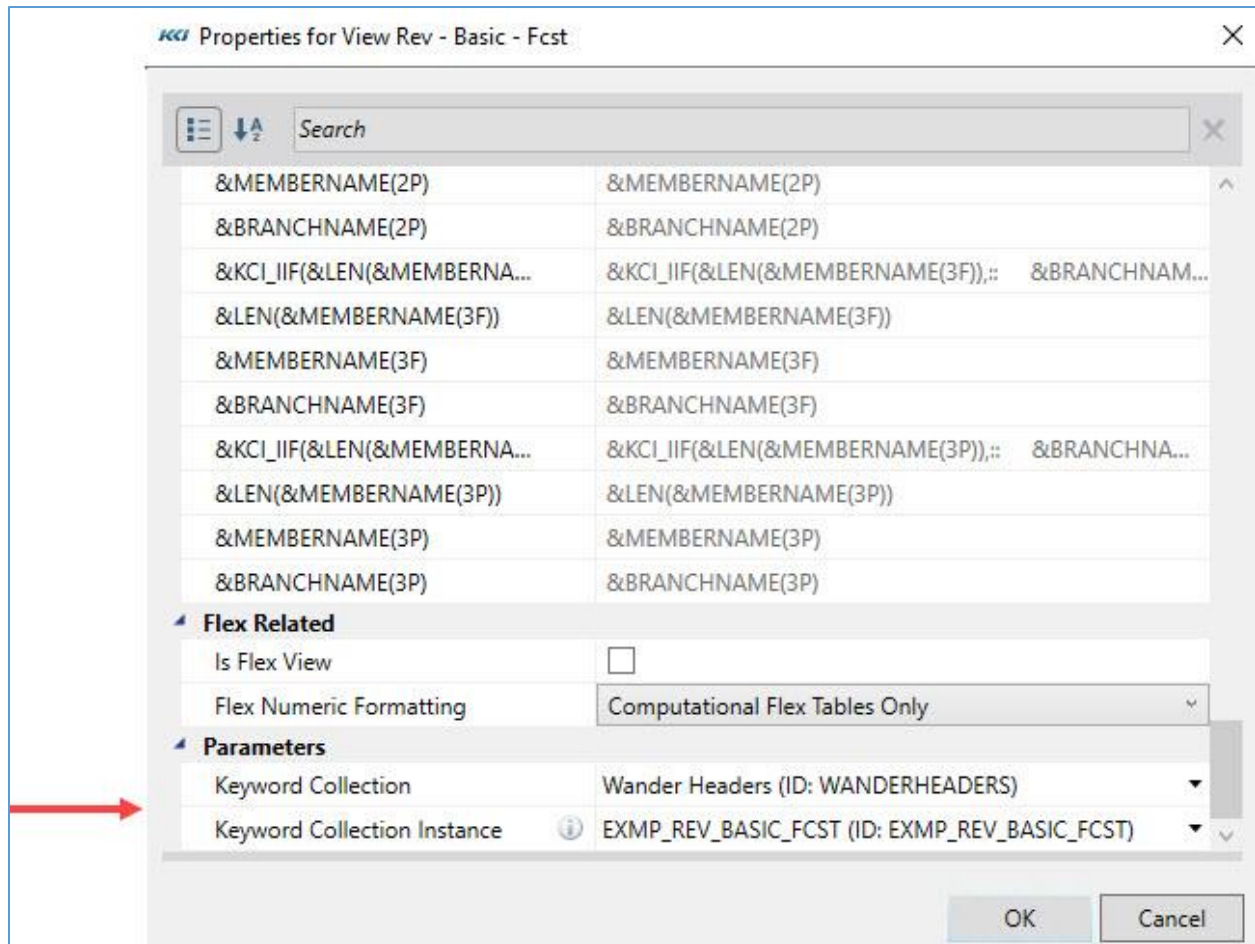 KCI Properties for View Rev - Basic - Fcst
Search
&MEMBERNAME(2P) &MEMBERNAME(2P)
&BRANCHNAME(2P) &BRANCHNAME(2P)
&KCI_IIF(&LEN(&MEMBERNA... &KCI_IIF(&LEN(&MEMBERNAME(3F)),:: &BRANCHNAM...
&LEN(&MEMBERNAME(3F)) &LEN(&MEMBERNAME(3F))
&MEMBERNAME(3F) &MEMBERNAME(3F)
&BRANCHNAME(3F) &BRANCHNAME(3F)
&KCI_IIF(&LEN(&MEMBERNA... &KCI_IIF(&LEN(&MEMBERNAME(3P)),:: &BRANCHNA...
&LEN(&MEMBERNAME(3P)) &LEN(&MEMBERNAME(3P))
&MEMBERNAME(3P) &MEMBERNAME(3P)
&BRANCHNAME(3P) &BRANCHNAME(3P)
Flex Related
Is Flex View
Flex Numeric Formatting Computational Flex Tables Only
Parameters
Keyword Collection Wander Headers (ID: WANDERHEADERS)
Keyword Collection Instance EXMP_REV_BASIC_FCST (ID: EXMP_REV_BASIC_FCST)
OK Cancel